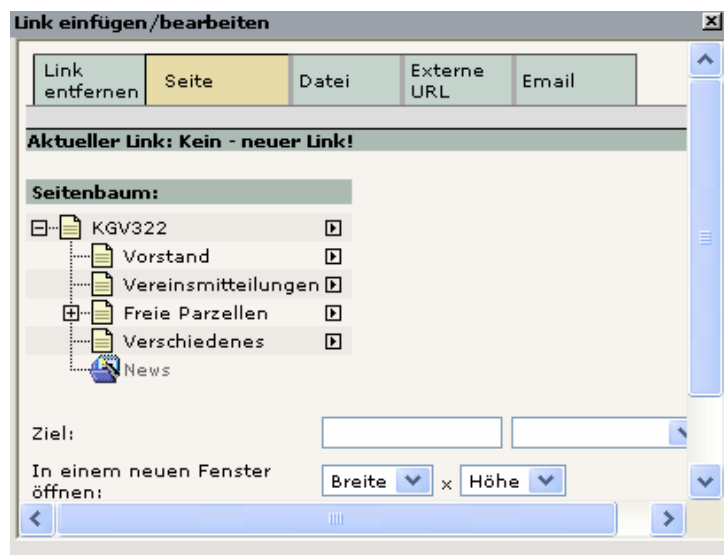 Link einfügen/bearbeiten
Link entfernen
Seite
Datei
Externe URL
Email
Aktueller Link: Kein - neuer Link!
Seitenbaum:
KGV322
Vorstand
Vereinsmitteilungen
Freie Parzellen
Verschiedenes
News
Ziel:
In einem neuen Fenster
öffnen:
Breite x Höhe